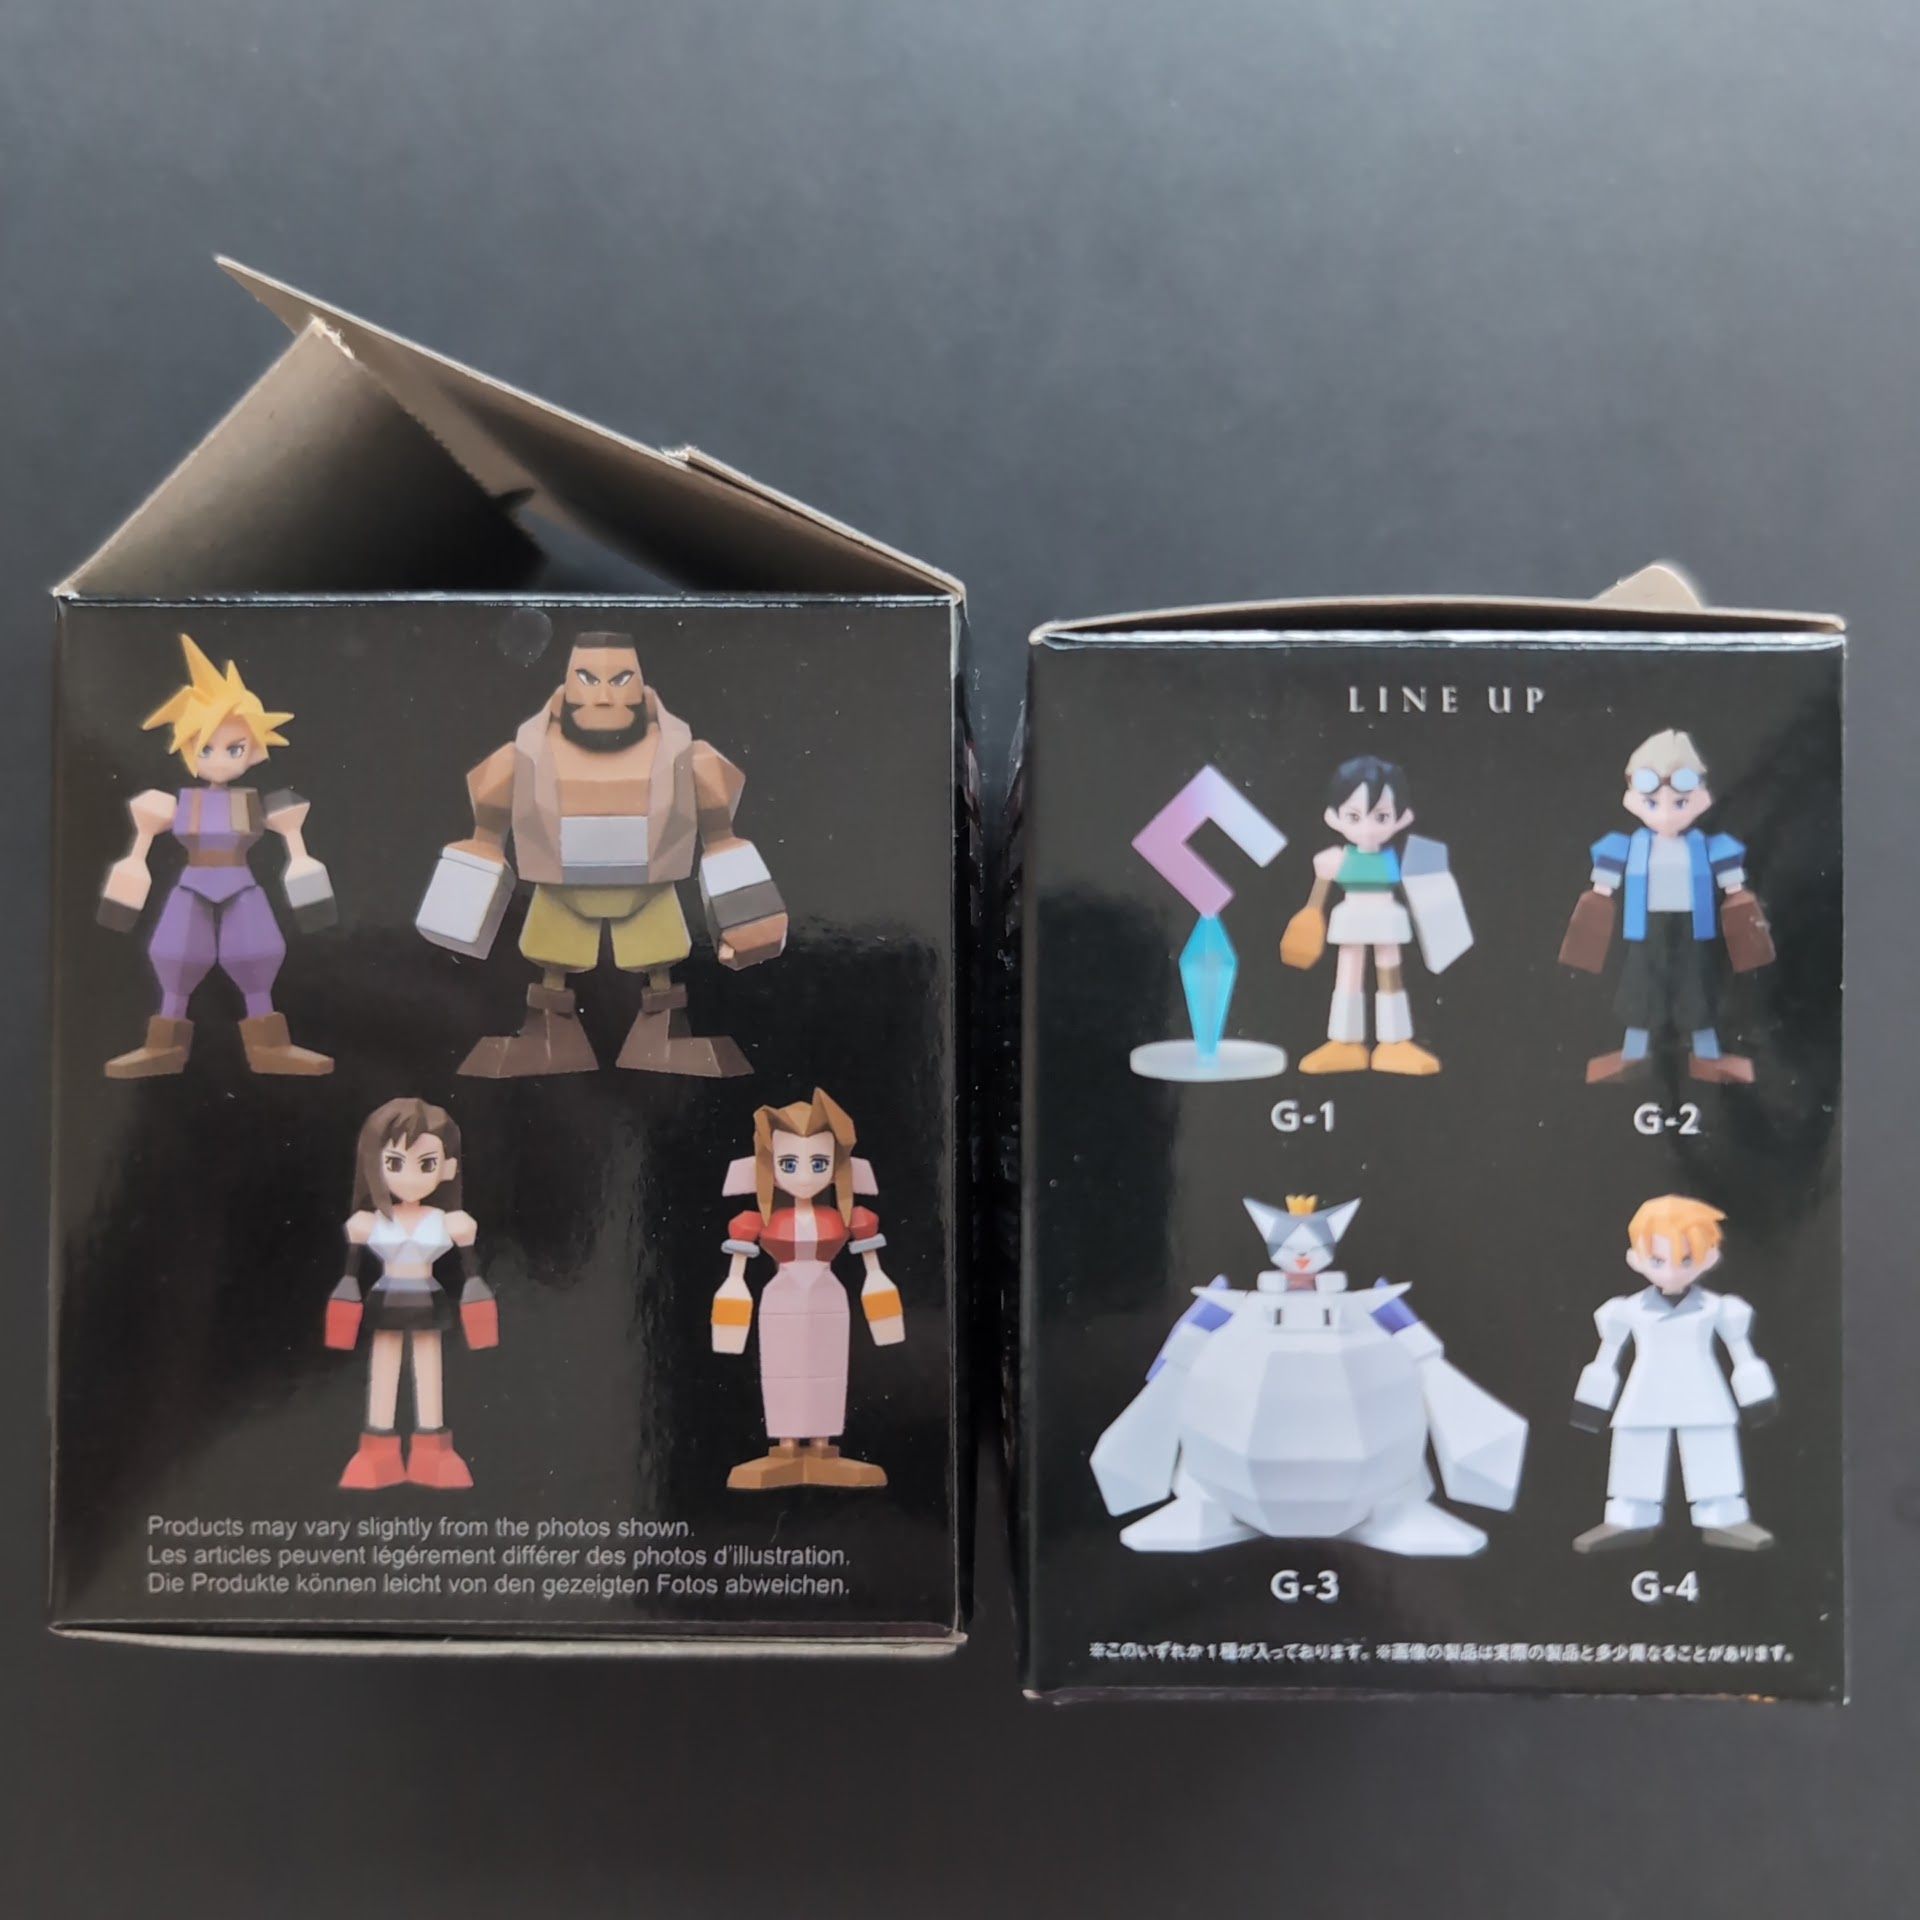 Products may vary slightly from the photos shown.
Les articles peuvent légérement différer des photos d'illustration.
Die Produkte können leicht von den gezeigten Fotos abweichen.
LINE UP
G-1
G-2
G-3
G-4
※このいずれか1種が入っております。※画像の製品は実際の製品と多少異なることがあります。